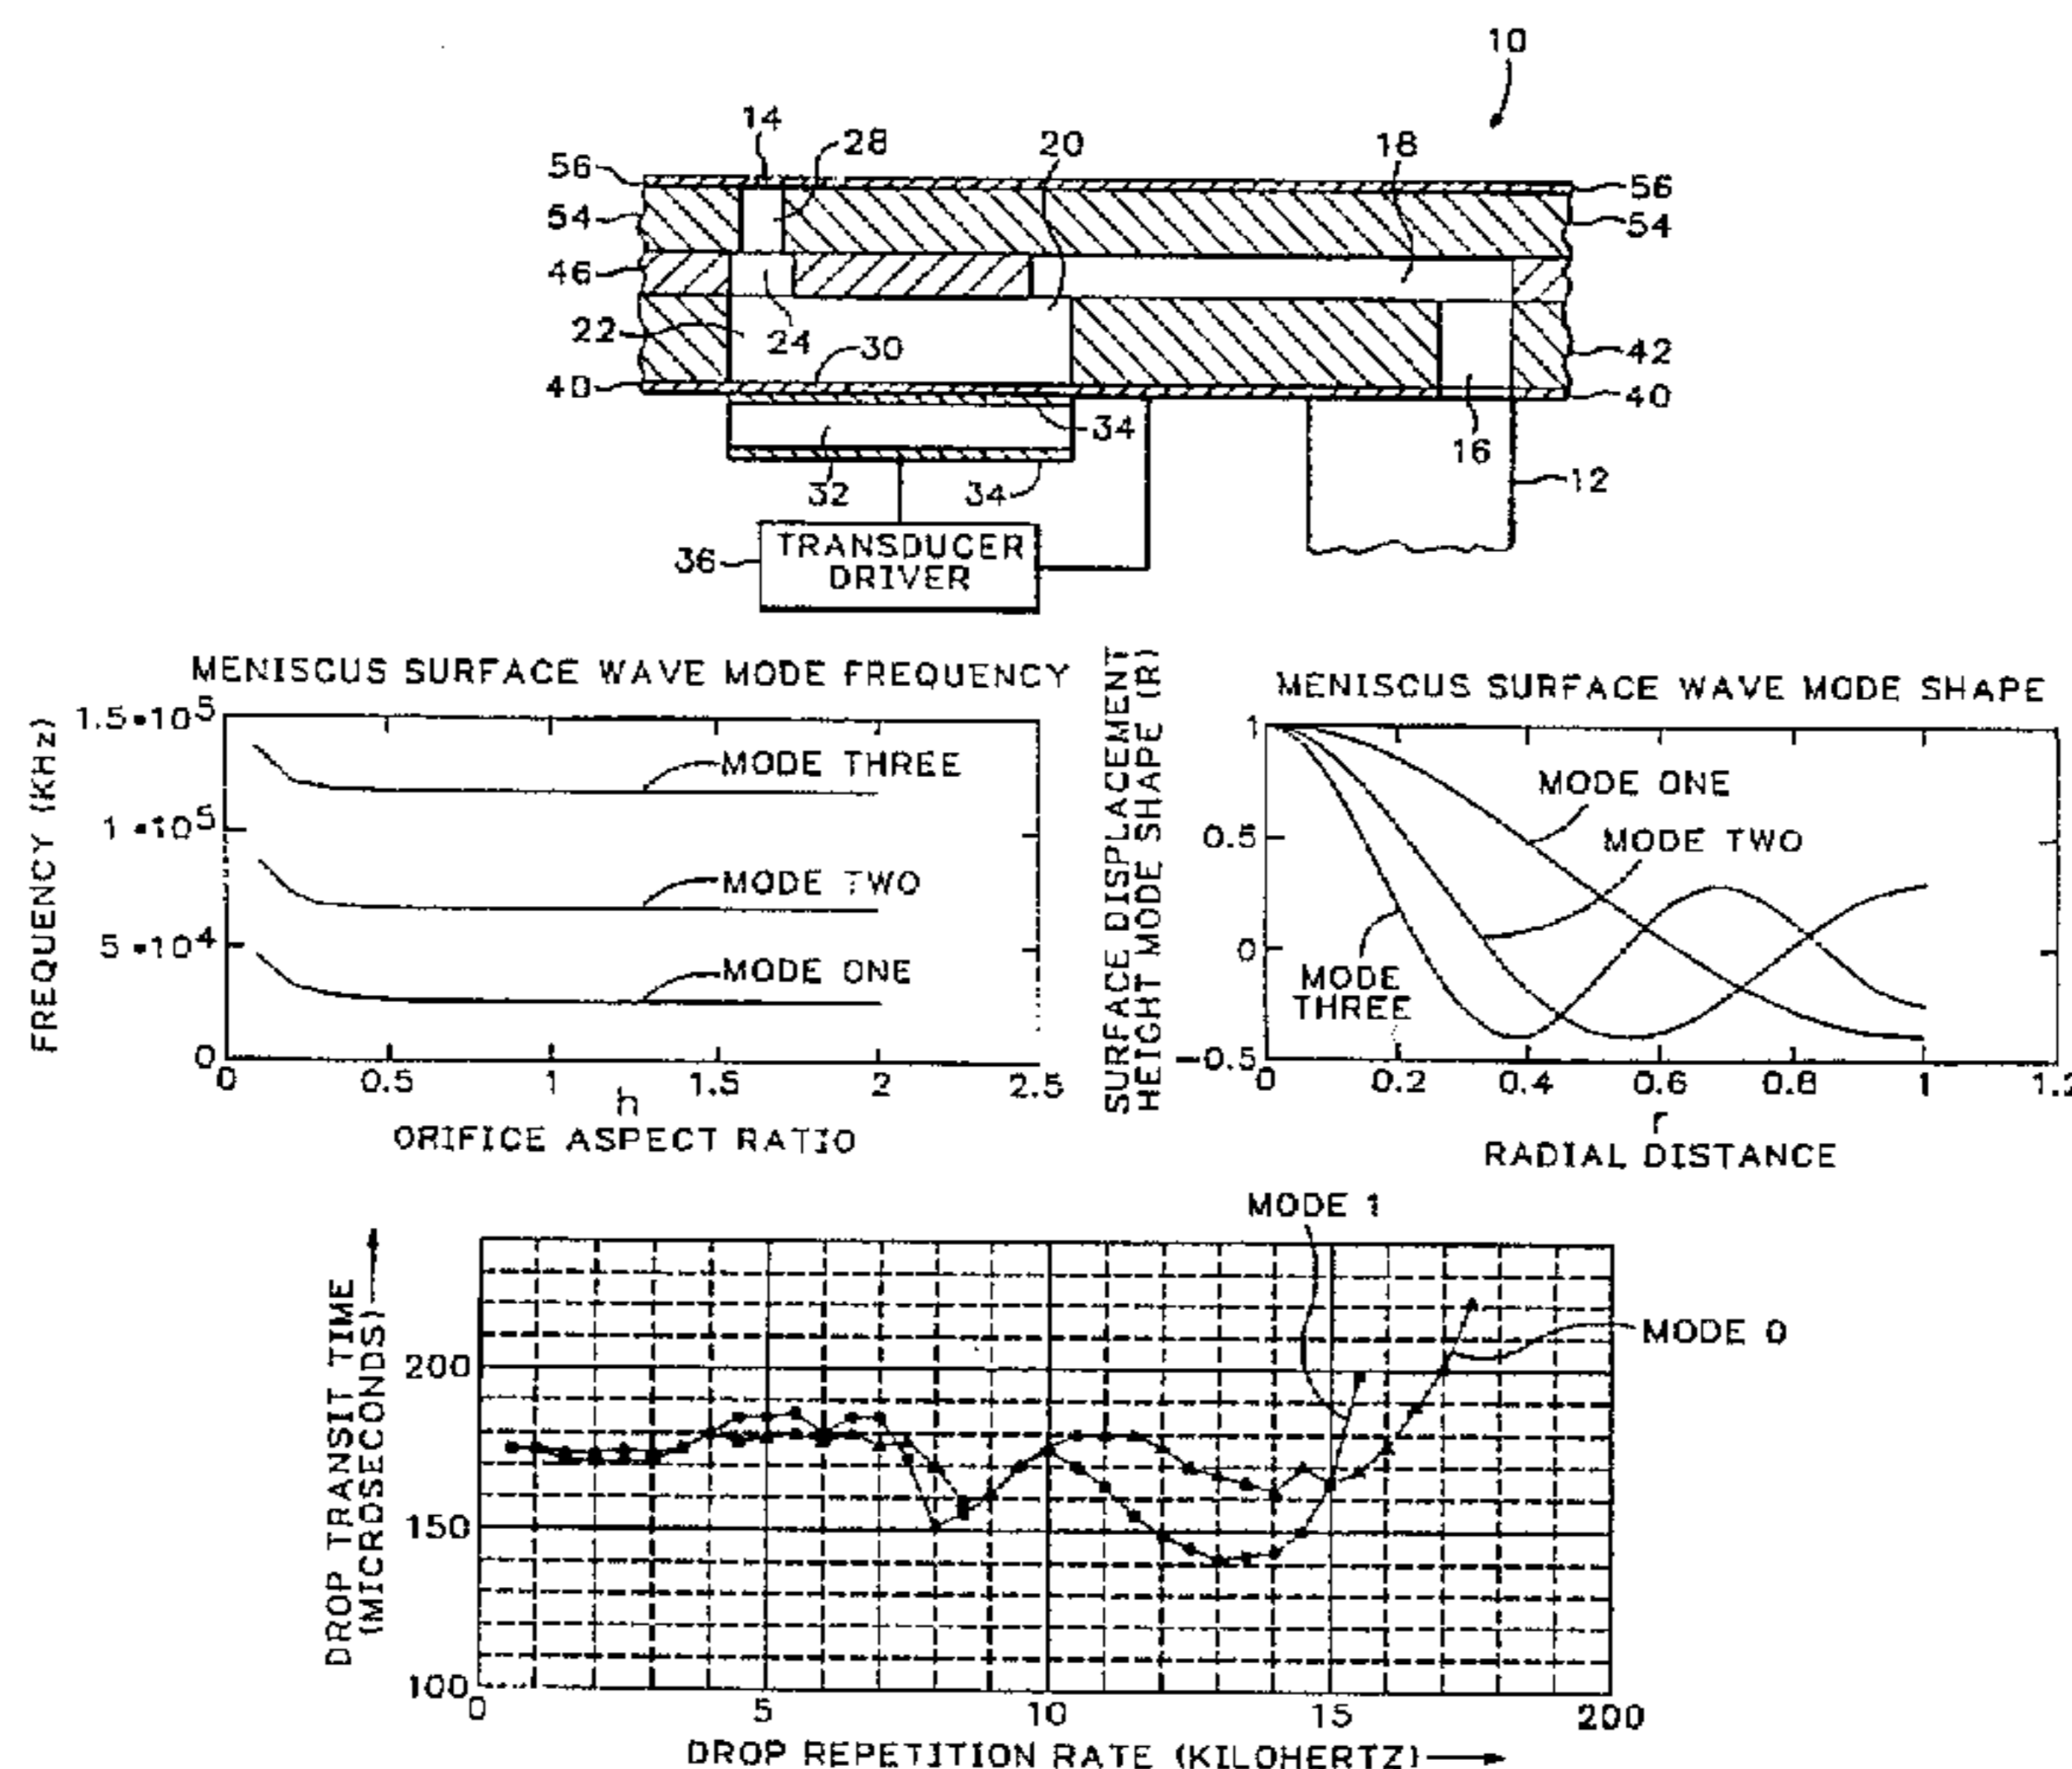 10
14
28
20
18
56
56
54
54
46
22
24
30
42
40
40
34
16
32
34
12
36
TRANSDUCER
DRIVER
MENISCUS SURFACE WAVE MODE FREQUENCY
FREQUENCY (KHz)
1.5•10⁵
1•10⁵
5•10⁴
0
MODE THREE
MODE TWO
MODE ONE
0 0.5 1 1.5 2 2.5
h
ORIFICE ASPECT RATIO
MENISCUS SURFACE WAVE MODE SHAPE
SURFACE DISPLACEMENT
HEIGHT MODE SHAPE (R)
1
0.5
0
-0.5
MODE ONE
MODE TWO
MODE
THREE
0 0.2 0.4 0.6 0.8 1 1.2
r
RADIAL DISTANCE
MODE 1
MODE 0
DROP TRANSIT TIME
(MICROSECONDS)
200
150
100
0 5 10 15 200
DROP REPETITION RATE (KILOHERTZ)